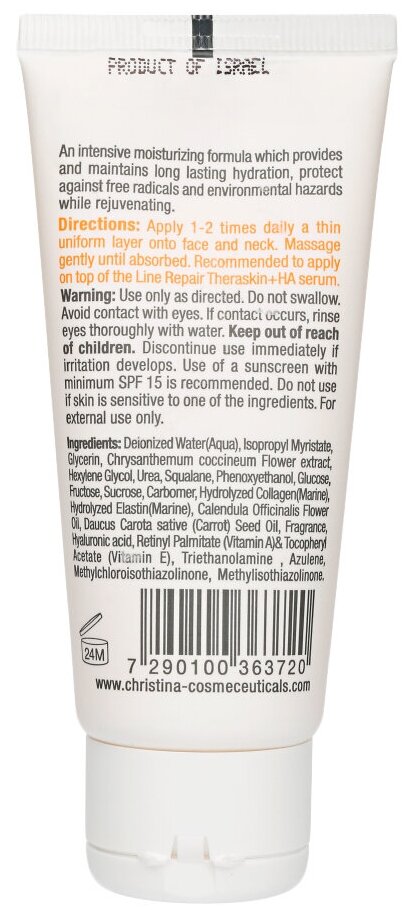 PRODUCT OF ISRAEL
An intensive moisturizing formula which provides
and maintains long lasting hydration, protect
against free radicals and environmental hazards
while rejuvenating.
Directions: Apply 1-2 times daily a thin
uniform layer onto face and neck. Massage
gently until absorbed. Recommended to apply
on top of the Line Repair Theraskin+HA serum.
Warning: Use only as directed. Do not swallow.
Avoid contact with eyes. If contact occurs, rinse
eyes thoroughly with water. Keep out of reach
of children. Discontinue use immediately if
irritation develops. Use of a sunscreen with
minimum SPF 15 is recommended. Do not use
if skin is sensitive to one of the ingredients. For
external use only.
Ingredients: Deionized Water(Aqua), Isopropyl Myristate,
Glycerin, Chrysanthemum coccineum Flower extract,
Hexylene Glycol, Urea, Squalane, Phenoxyethanol, Glucose,
Fructose, Sucrose, Carbomer, Hydrolyzed Collagen(Marine),
Hydrolyzed Elastin(Marine), Calendula Officinalis Flower
Oil, Daucus Carota sative (Carrot) Seed Oil, Fragrance,
Hyaluronic acid, Retinyl Palmitate (Vitamin A)& Tocopheryl
Acetate (Vitamin E), Triethanolamine , Azulene,
Methylchloroisothiazolinone, Methylisothiazolinone.
24M
7 290100 363720
www.christina-cosmeceuticals.com